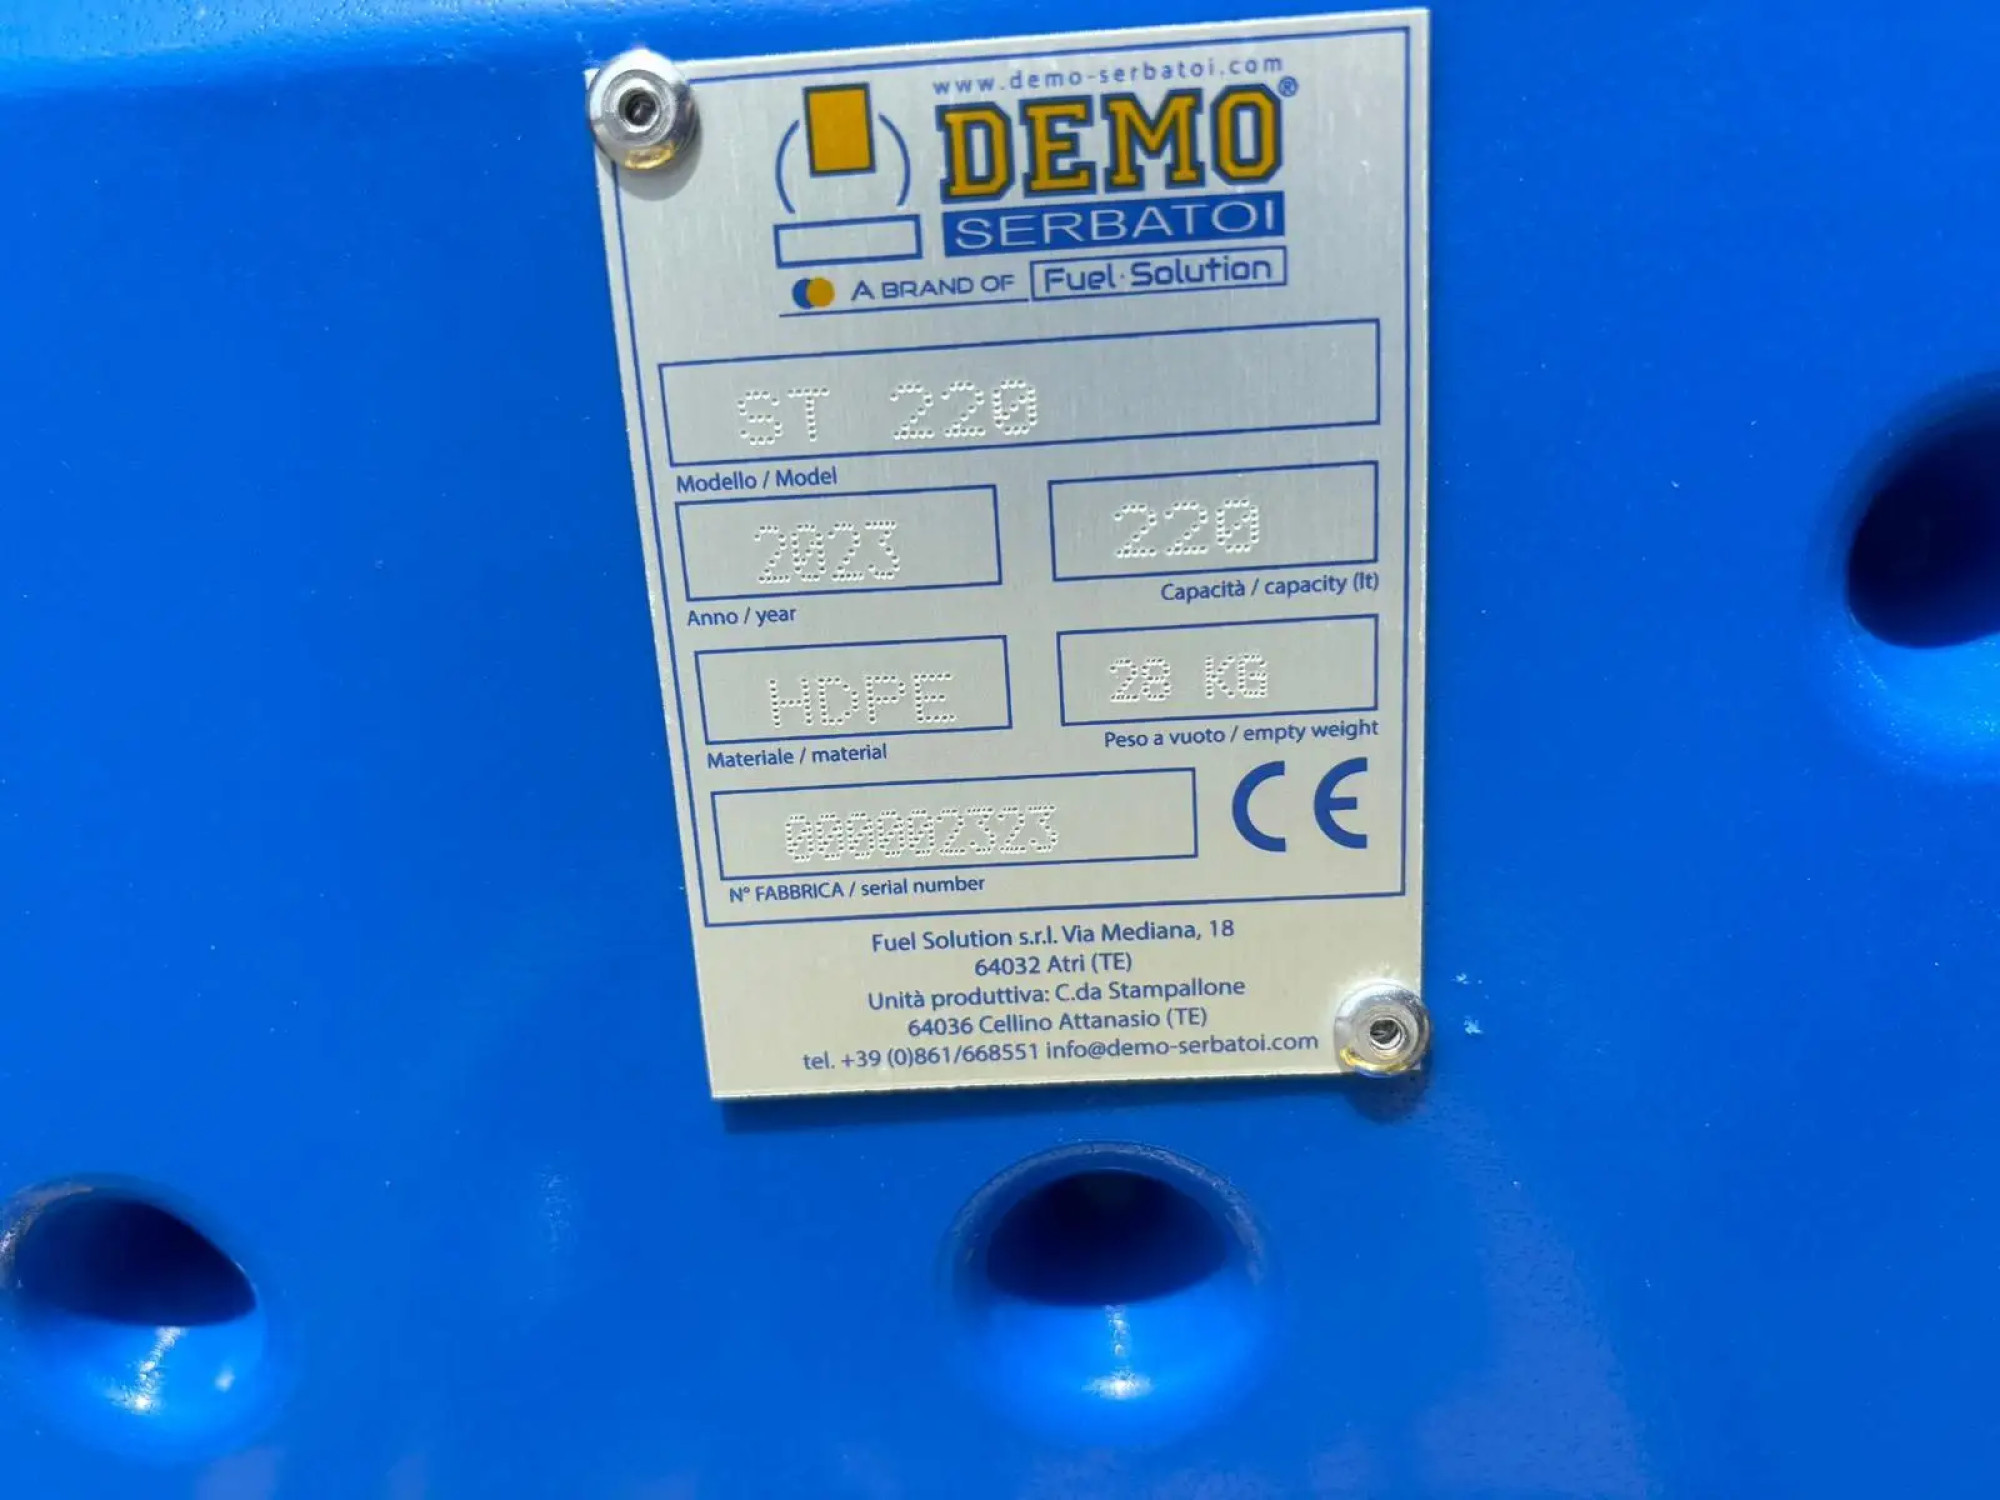 www.demo-serbatoi.com
DEMO®
SERBATOI
A BRAND OF Fuel·Solution
ST 220
Modello / Model
2023
220
Anno / year
Capacità / capacity (lt)
HDPE
28 KG
Materiale / material
Peso a vuoto / empty weight
000002323
CE
N° FABBRICA / serial number
Fuel Solution s.r.l. Via Mediana, 18
64032 Atri (TE)
Unità produttiva: C.da Stampallone
64036 Cellino Attanasio (TE)
tel. +39 (0)861/668551 info@demo-serbatoi.com